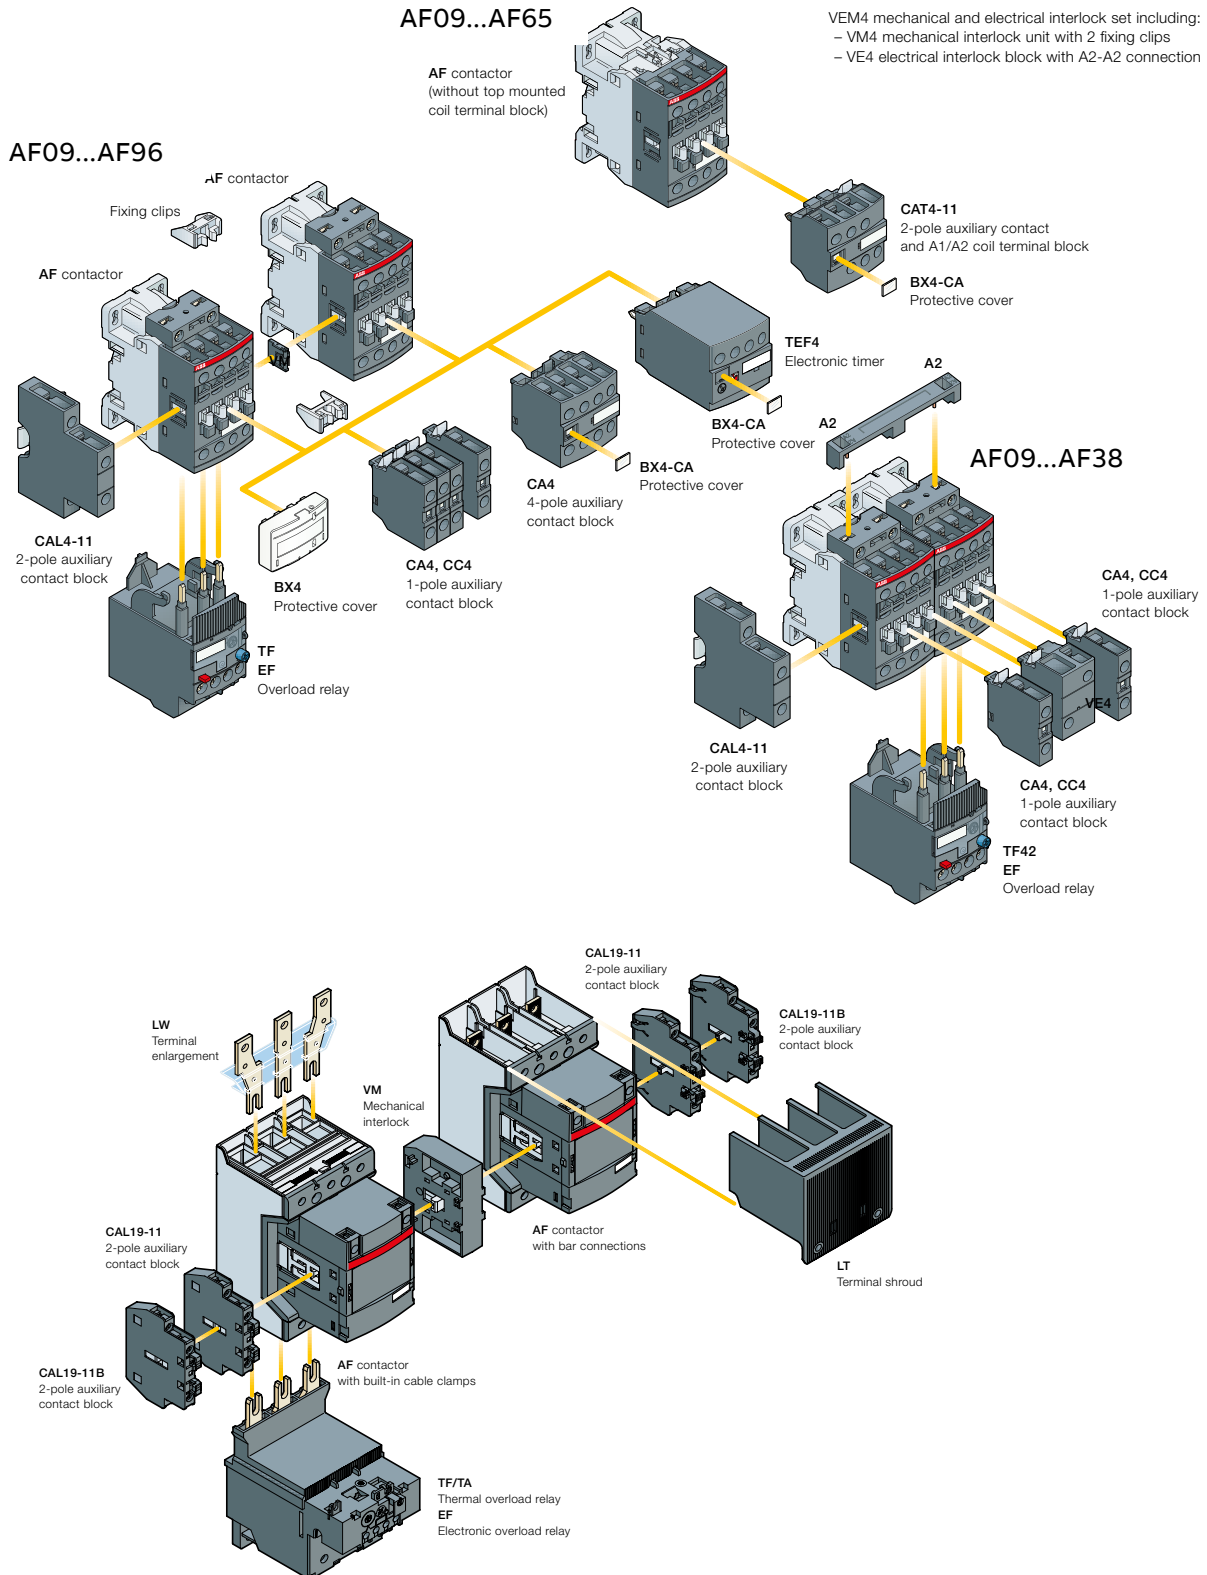 AF09...AF65
VEM4 mechanical and electrical interlock set including:
– VM4 mechanical interlock unit with 2 fixing clips
– VE4 electrical interlock block with A2-A2 connection
AF contactor
(without top mounted
coil terminal block)
ABB
AF09...AF96
AF contactor
Fixing clips
CAT4-11
2-pole auxiliary contact
and A1/A2 coil terminal block
AF contactor
BX4-CA
Protective cover
ABB
TEF4
Electronic timer
A2
ABB
BX4-CA
Protective cover
A2
AF09...AF38
BX4-CA
Protective cover
CA4
4-pole auxiliary
contact block
CAL4-11
2-pole auxiliary
contact block
CA4, CC4
1-pole auxiliary
contact block
BX4
Protective cover
ABB
ABB
CA4, CC4
1-pole auxiliary
contact block
TF
EF
Overload relay
VE4
CAL4-11
2-pole auxiliary
contact block
CA4, CC4
1-pole auxiliary
contact block
TF42
EF
Overload relay
CAL19-11
2-pole auxiliary
contact block
CAL19-11B
2-pole auxiliary
contact block
LW
Terminal
enlargement
VM
Mechanical
interlock
CAL19-11
2-pole auxiliary
contact block
AF contactor
with bar connections
LT
Terminal shroud
CAL19-11B
2-pole auxiliary
contact block
AF contactor
with built-in cable clamps
TF/TA
Thermal overload relay
EF
Electronic overload relay